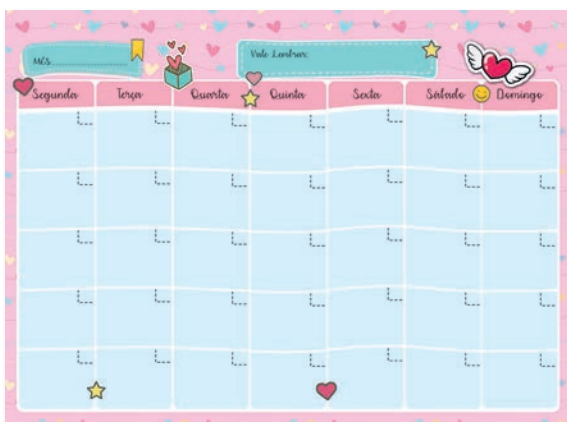 MÊS
Vale Lembrar:
Segunda Terça Quarta Quinta Sexta Sábado Domingo